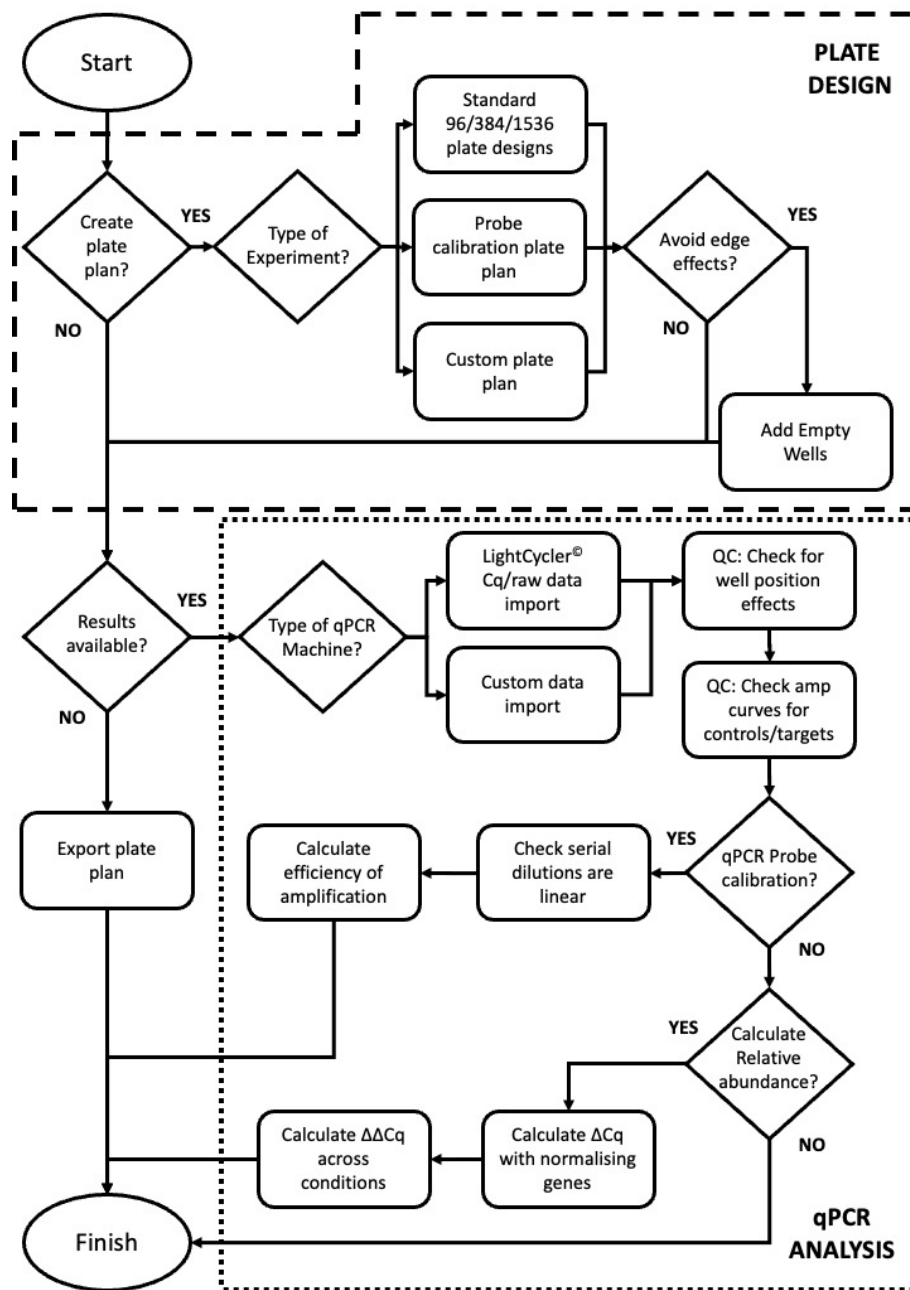 Start
PLATE
DESIGN
Standard
96/384/1536
plate designs
Create
plate
plan?
YES
Type of
Experiment?
Probe
calibration plate
plan
Avoid edge
effects?
YES
NO
Custom plate
plan
NO
Add Empty
Wells
Results
available?
YES
Type of qPCR
Machine?
LightCycler©
Cq/raw data
import
QC: Check for
well position
effects
NO
Custom data
import
QC: Check amp
curves for
controls/targets
Export plate
plan
Calculate
efficiency of
amplification
Check serial
dilutions are
linear
YES
qPCR Probe
calibration?
NO
YES
Calculate
Relative
abundance?
Calculate ΔΔCq
across
conditions
Calculate ΔCq
with normalising
genes
NO
Finish
qPCR
ANALYSIS